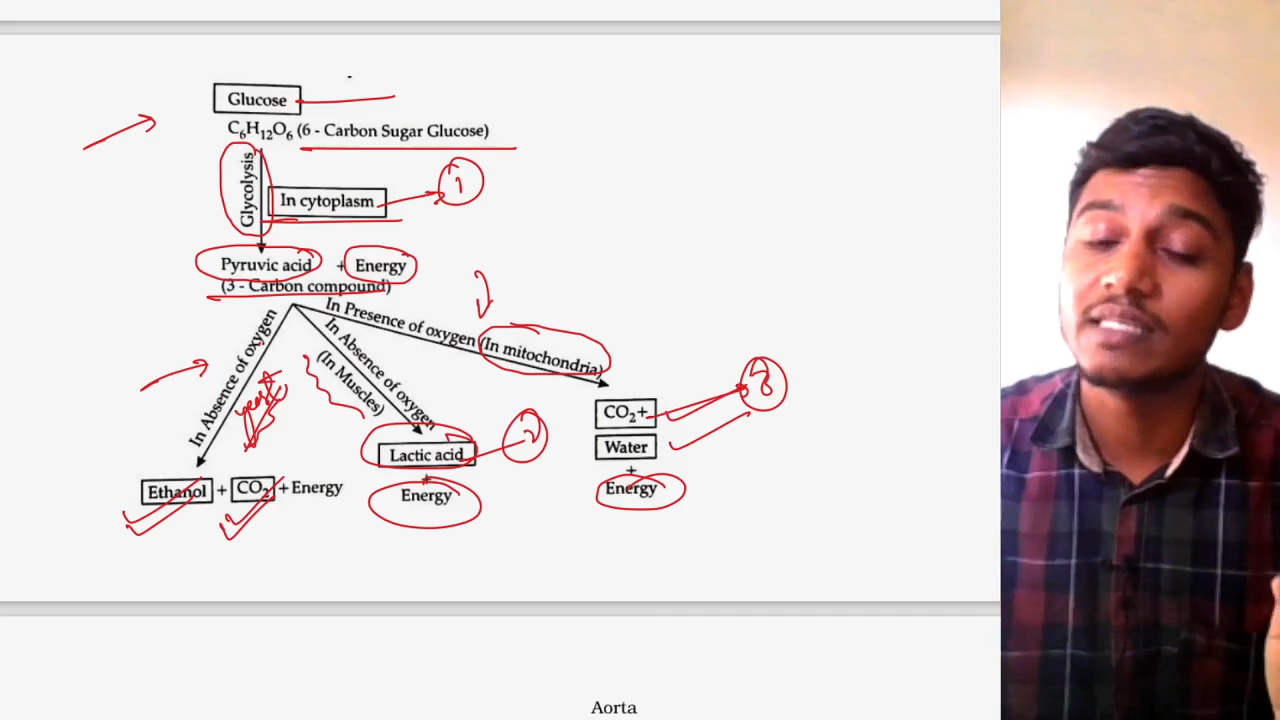 Glucose
C₆H₁₂O₆ (6 - Carbon Sugar Glucose)
Glycolysis
In cytoplasm
1
Pyruvic acid + Energy
(3 - Carbon compound)
In Absence of oxygen
yeast
In Absence of oxygen
(In Muscles)
In Presence of oxygen (In mitochondria)
Ethanol + CO₂ + Energy
Lactic acid
2
+
Energy
CO₂+
Water
+
Energy
Aorta